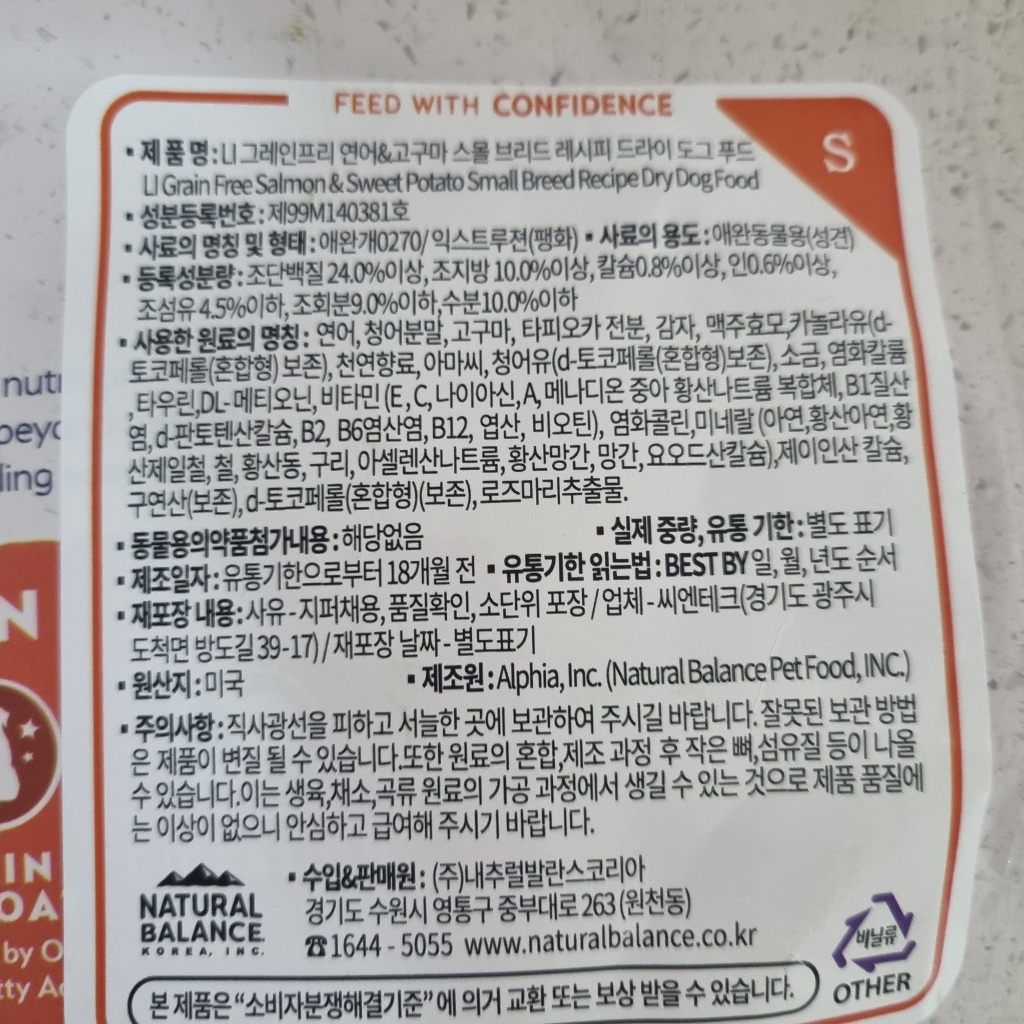 FEED WITH CONFIDENCE
S
▪ 제 품 명 : LI 그레인프리 연어&고구마 스몰 브리드 레시피 드라이 도그 푸드
LI Grain Free Salmon & Sweet Potato Small Breed Recipe Dry Dog Food
▪ 성분등록번호 : 제99M140381호
▪ 사료의 명칭 및 형태 : 애완개0270/ 익스트루젼(팽화) ▪ 사료의 용도 : 애완동물용(성견)
▪ 등록성분량 : 조단백질 24.0%이상, 조지방 10.0%이상, 칼슘0.8%이상, 인0.6%이상,
조섬유 4.5%이하, 조회분9.0%이하,수분10.0%이하
▪ 사용한 원료의 명칭 : 연어, 청어분말, 고구마, 타피오카 전분, 감자, 맥주효모,카놀라유(d-
토코페롤(혼합형) 보존), 천연향료, 아마씨, 청어유(d-토코페롤(혼합형)보존), 소금, 염화칼륨
,타우린,DL- 메티오닌, 비타민 (E, C, 나이아신, A, 메나디온 중아 황산나트륨 복합체, B1질산
염, d-판토텐산칼슘, B2, B6염산염, B12, 엽산, 비오틴), 염화콜린,미네랄 (아연,황산아연,황
산제일철, 철, 황산동, 구리, 아셀렌산나트륨, 황산망간, 망간, 요오드산칼슘),제이인산 칼슘,
구연산(보존), d-토코페롤(혼합형)(보존), 로즈마리추출물.
▪ 동물용의약품첨가내용 : 해당없음 ▪ 실제 중량, 유통 기한 : 별도 표기
▪ 제조일자 : 유통기한으로부터 18개월 전 ▪ 유통기한 읽는법 : BEST BY 일, 월, 년도 순서
▪ 재포장 내용 : 사유 - 지퍼채용, 품질확인, 소단위 포장 / 업체 - 씨엔테크(경기도 광주시
도척면 방도길 39-17) / 재포장 날짜 - 별도표기
▪ 원산지 : 미국 ▪ 제조원 : Alphia, Inc. (Natural Balance Pet Food, INC.)
▪ 주의사항 : 직사광선을 피하고 서늘한 곳에 보관하여 주시길 바랍니다. 잘못된 보관 방법
은 제품이 변질 될 수 있습니다.또한 원료의 혼합,제조 과정 후 작은 뼈,섬유질 등이 나올
수 있습니다.이는 생육,채소,곡류 원료의 가공 과정에서 생길 수 있는 것으로 제품 품질에
는 이상이 없으니 안심하고 급여해 주시기 바랍니다.
NATURAL
BALANCE
KOREA, INC.
▪ 수입&판매원 : (주)내추럴발란스코리아
경기도 수원시 영통구 중부대로 263 (원천동)
☎1644 - 5055 www.naturalbalance.co.kr
비닐류
OTHER
본 제품은 “소비자분쟁해결기준” 에 의거 교환 또는 보상 받을 수 있습니다.
nutr
beyo
ling
N
IN
OA
by O
tty Ac